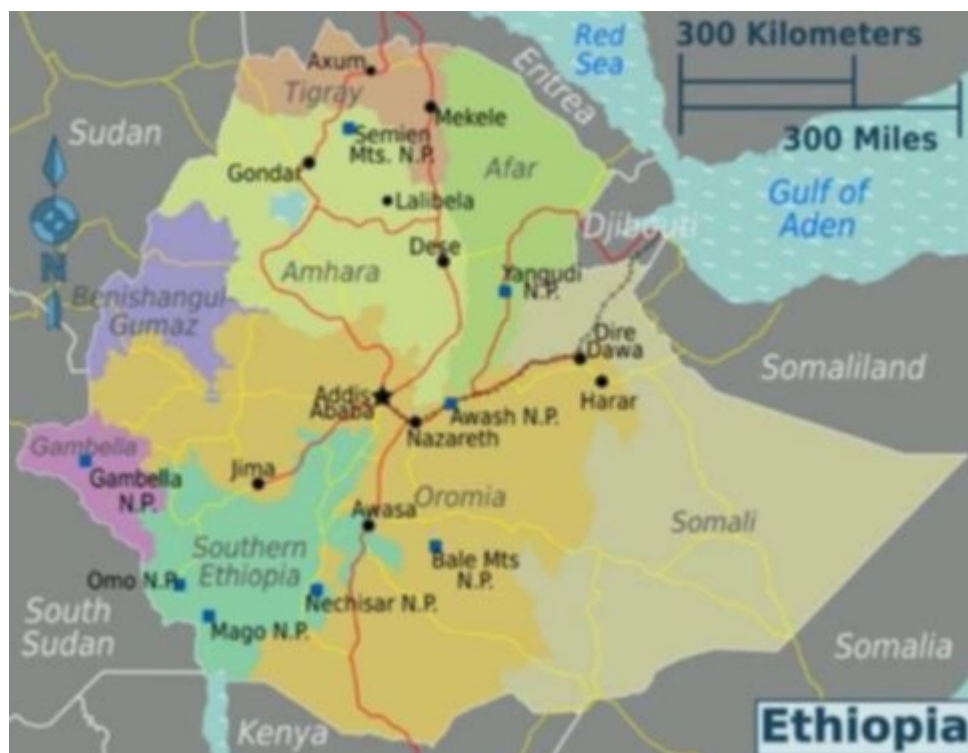 Red
Sea
300 Kilometers
300 Miles
Eritrea
Axum
Tigray
Mekele
Sudan
Semien
Mts. N.P.
Gondar
Afar
Lalibela
Gulf of
Aden
Djibouti
Dese
Amhara
Yangudi
N.P.
N
Benishangul-
Gumaz
Dire
Dawa
Somaliland
Addis
Ababa
Harar
Awash N.P.
Nazareth
Gambella
Gambella
N.P.
Jima
Oromia
Awasa
Somali
Southern
Ethiopia
Bale Mts
N.P.
Omo N.P.
Nechisar N.P.
South
Sudan
Mago N.P.
Somalia
Kenya
Ethiopia